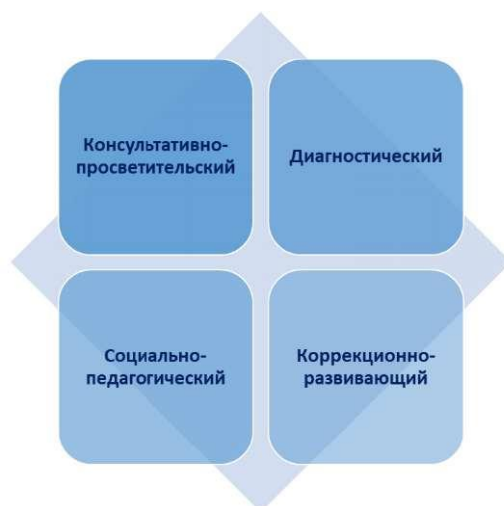 Консультативно-
просветительский
Диагностический
Социально-
педагогический
Коррекционно-
развивающий